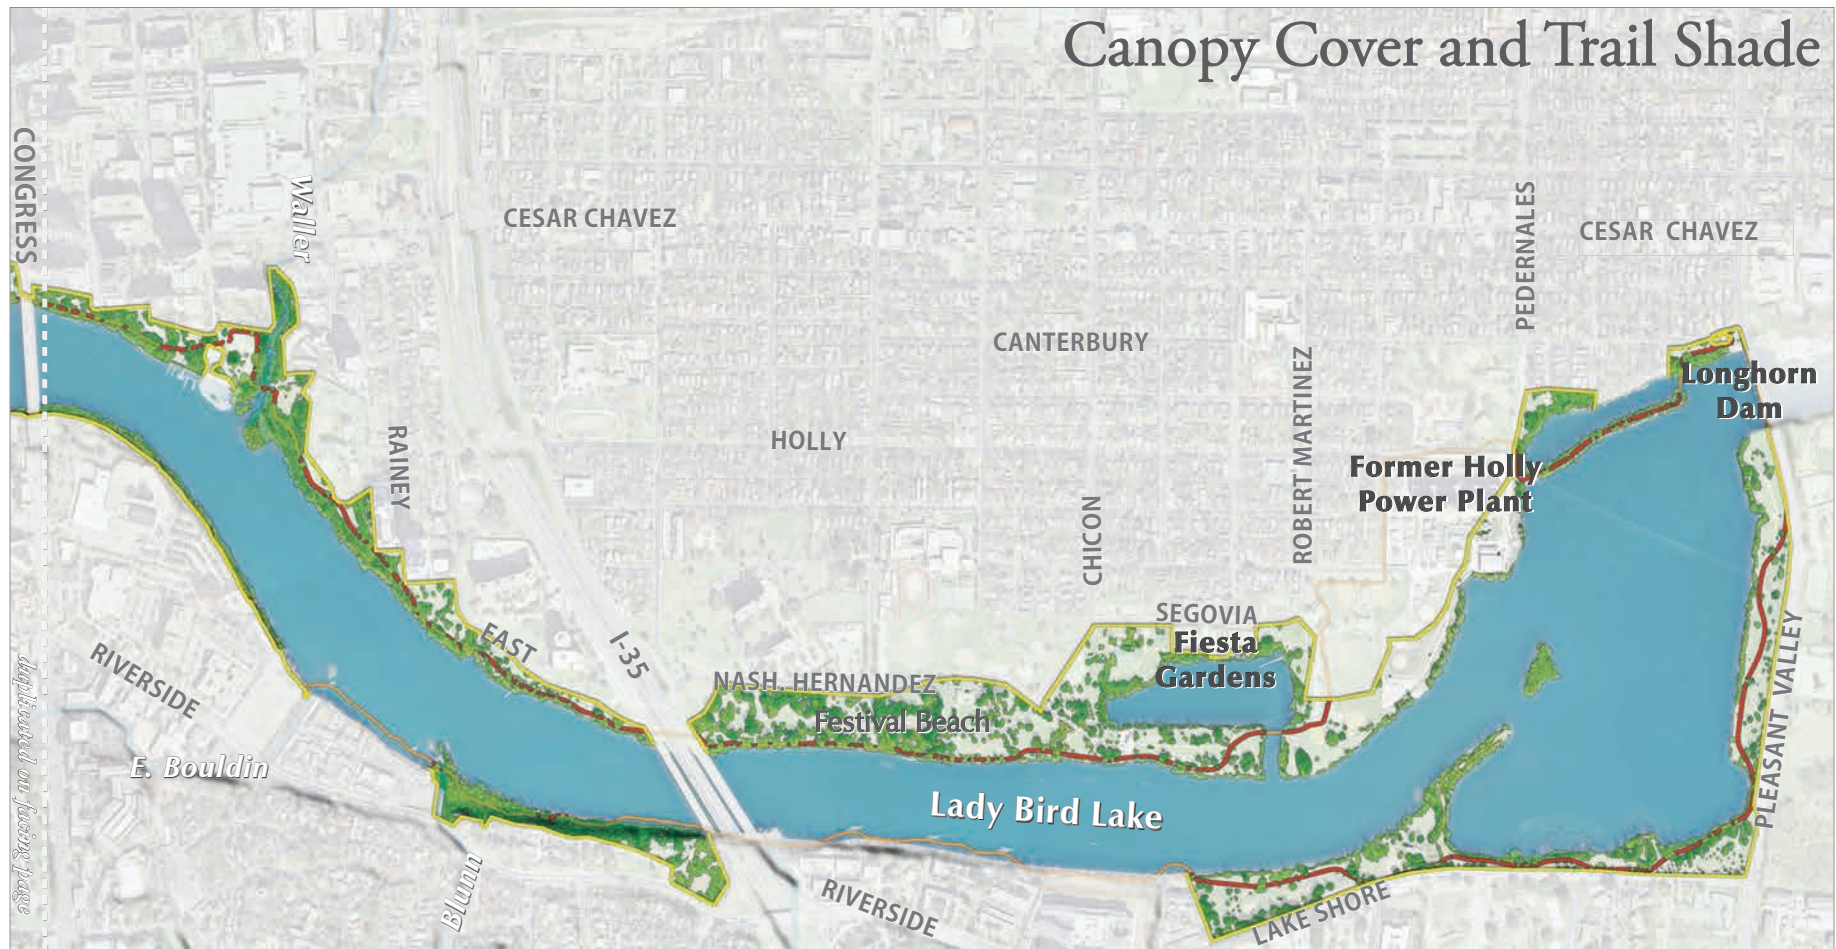 Canopy Cover and Trail Shade
CONGRESS
Waller
CESAR CHAVEZ
PEDERNALES
CESAR CHAVEZ
CANTERBURY
ROBERT MARTINEZ
Longhorn
Dam
RAINEY
HOLLY
Former Holly
Power Plant
CHICON
SEGOVIA
Fiesta
Gardens
EAST
I-35
NASH. HERNANDEZ
Festival Beach
RIVERSIDE
PLEASANT VALLEY
duplicated on facing page
E. Bouldin
Lady Bird Lake
Blunn
RIVERSIDE
LAKE SHORE